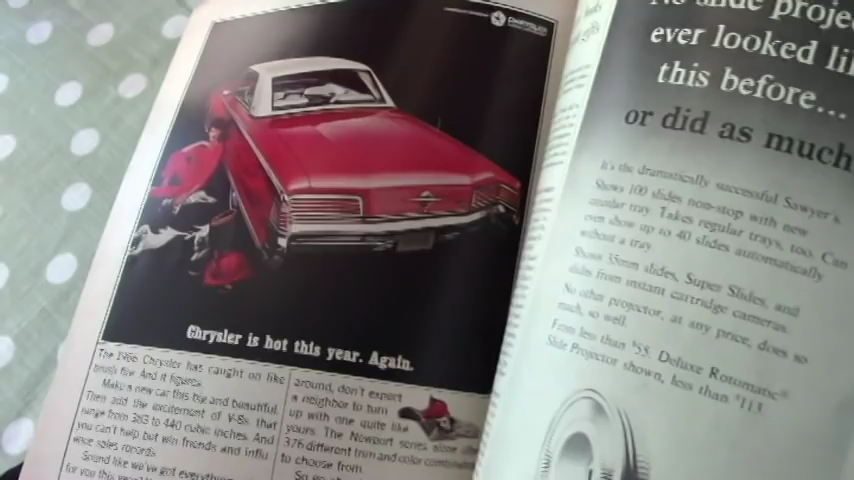 CHRYSLER
Chrysler is hot this year. Again.
The 1966 Chrysler has caught on like
brush fire. And it figures.
Make a new car this big and beautiful.
Then add the excitement of V-8s that
range from 383 to 440 cubic inches. And
you can't help but win friends and influ-
ence sales records.
Sound like we've got everything
for you this year?
around, don't expect
a neighbor to turn
up with one quite like
yours. The Newport series alone
376 different trim and color
to choose from.
No slide proje
ever looked li
this before...
or did as much
It's the dramatically successful Sawyer's.
Shows 100 slides non-stop with new
circular tray. Takes regular trays, too. Can
even show up to 40 slides automatically
without a tray.
Shows 35mm slides, Super Slides, and
slides from instant cartridge cameras.
No other projector, at any price, does so
much, so well.
From less than $55. Deluxe Rotomatic®
Slide Projector shown, less than $113.